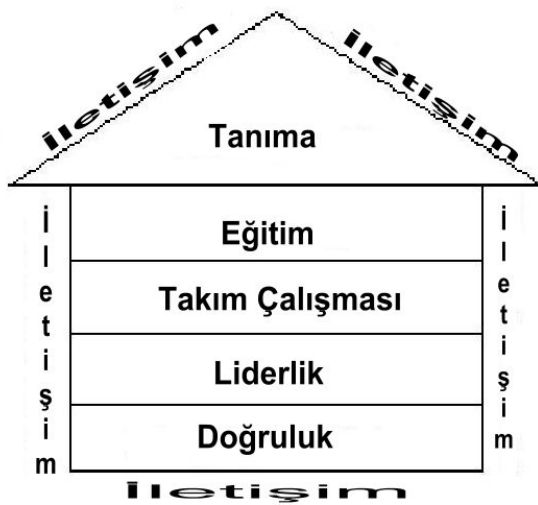 İletişim
İletişim
Tanıma
İletişim
Eğitim
İletişim
Takım Çalışması
Liderlik
Doğruluk
İletişim